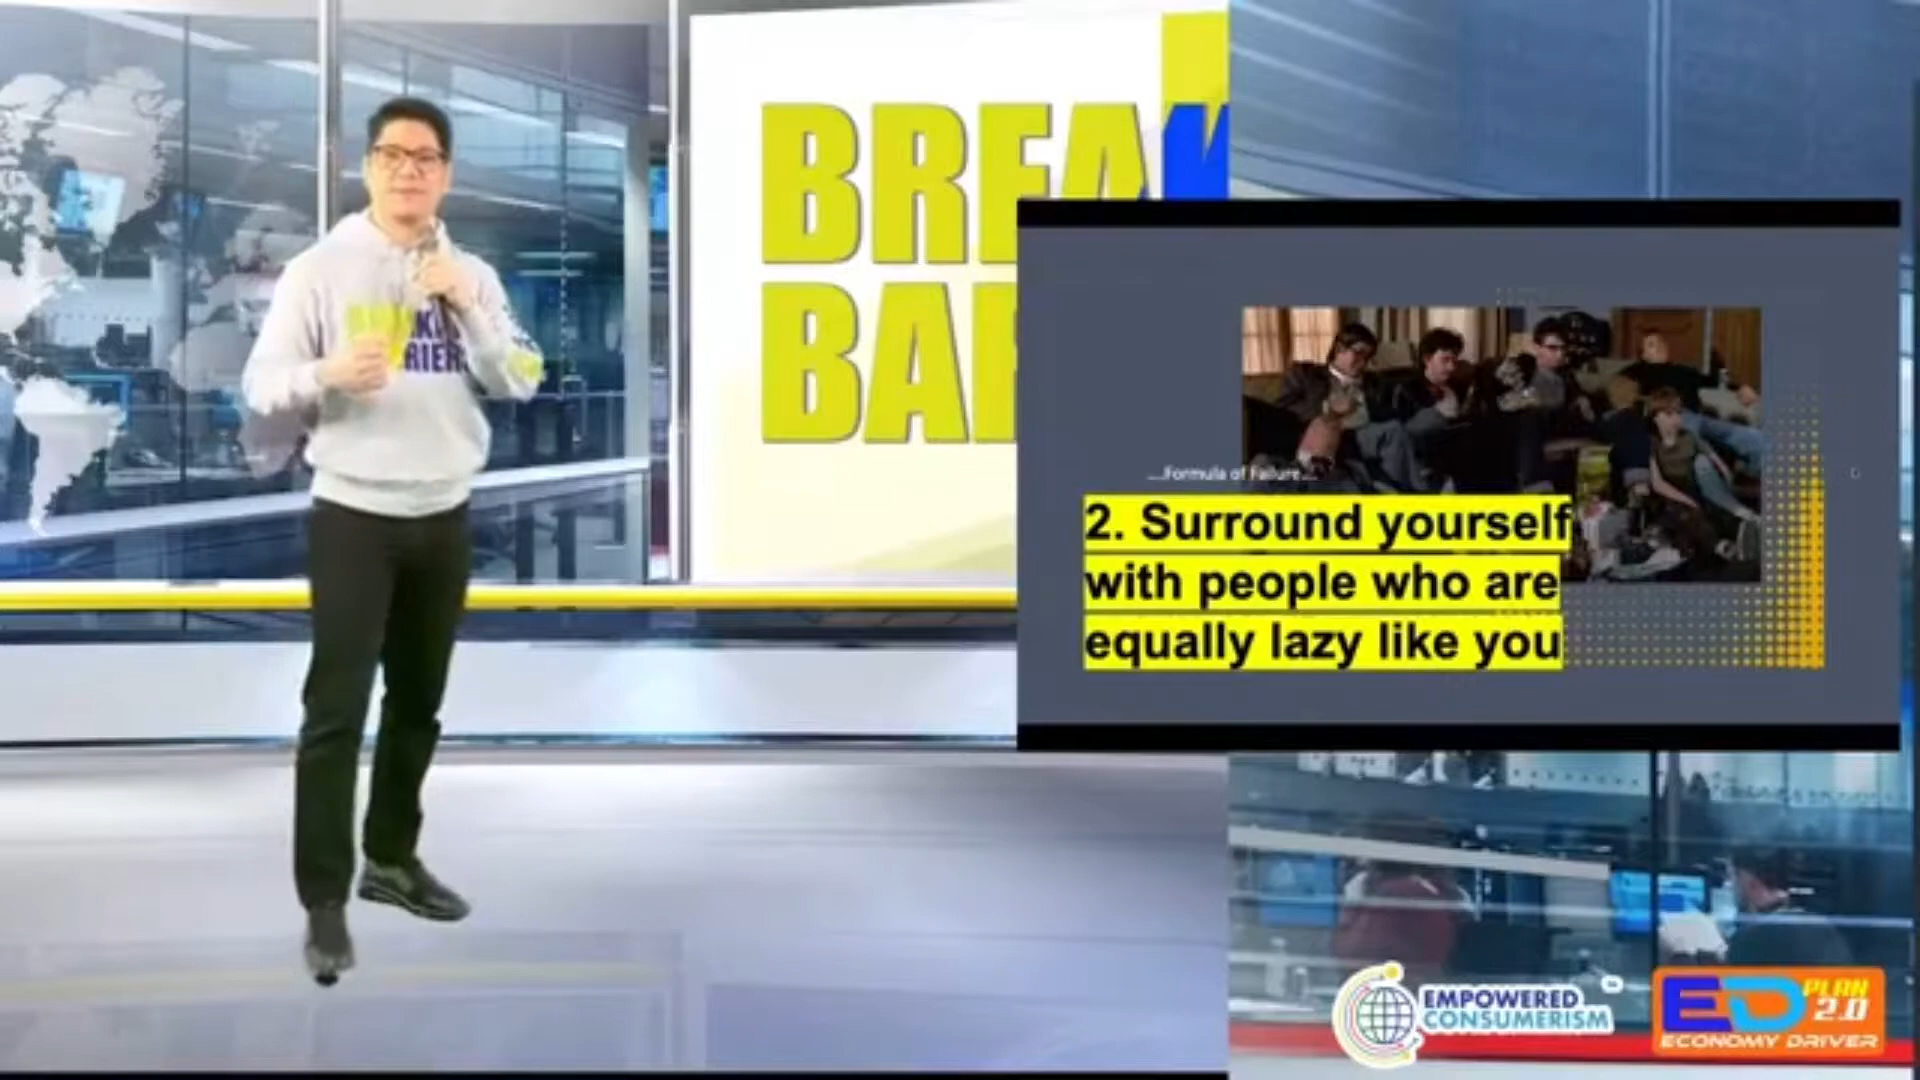 BREAK
BAR
...Formula of Failure...
2. Surround yourself
with people who are
equally lazy like you
EMPOWERED
CONSUMERISM
ED PLAN
2.0
ECONOMY DRIVER